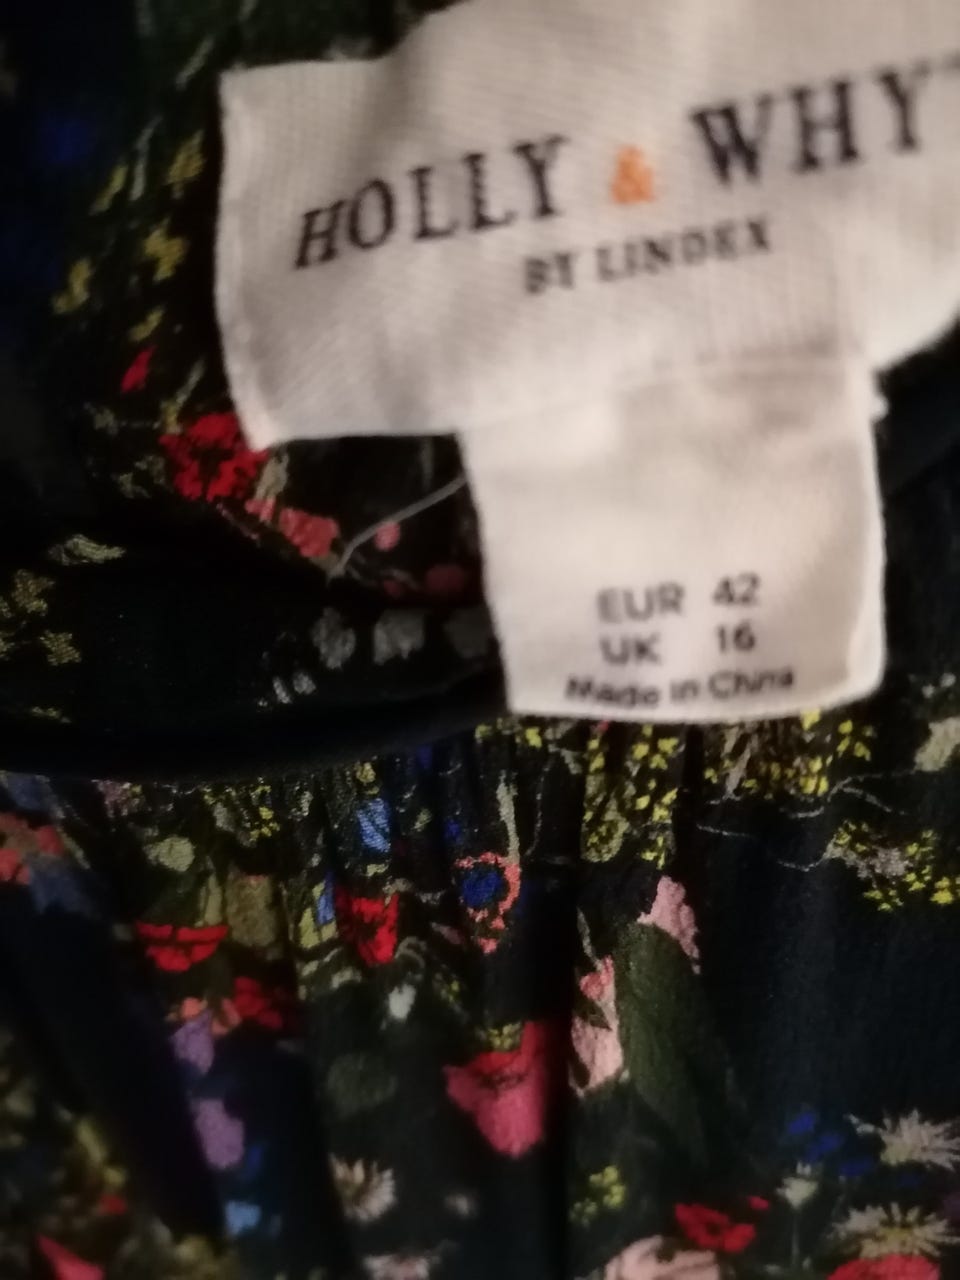 HOLLY & WHY
BY LINDEX
EUR 42
UK 16
Made in China